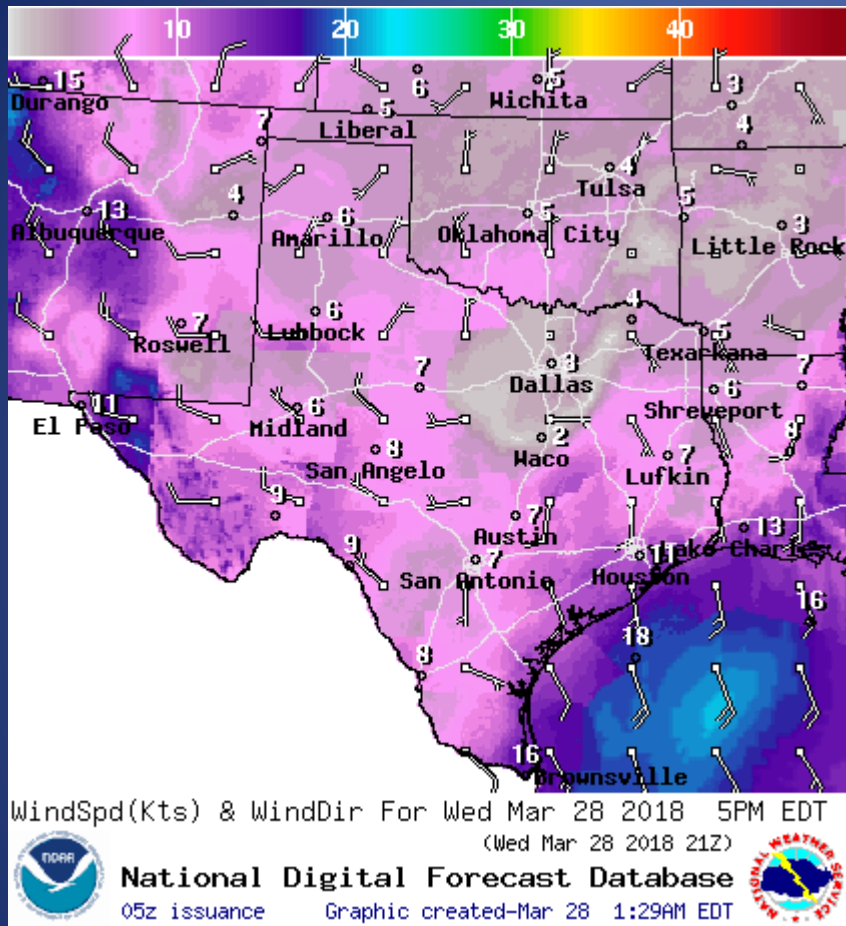 10 20 30 40
15 6 5 3
Durango Wichita
5
Liberal
7 4
4
Tulsa
13 4 6 5 5 3
Albuquerque Amarillo Oklahoma City Little Rock
6 4
7 5
Roswell Lubbock Texarkana
3
7 Dallas 7
11 6 6
El Paso Midland Shreveport
2
8 Waco 7 8
San Angelo Lufkin
9 7 13
Austin Lake Charles
9 7 11
San Antonio Houston
16
18
8
16
Brownsville
WindSpd(Kts) & WindDir For Wed Mar 28 2018 5PM EDT
(Wed Mar 28 2018 21Z)
noaa
National Digital Forecast Database
05z issuance Graphic created-Mar 28 1:29AM EDT
NATIONAL WEATHER SERVICE